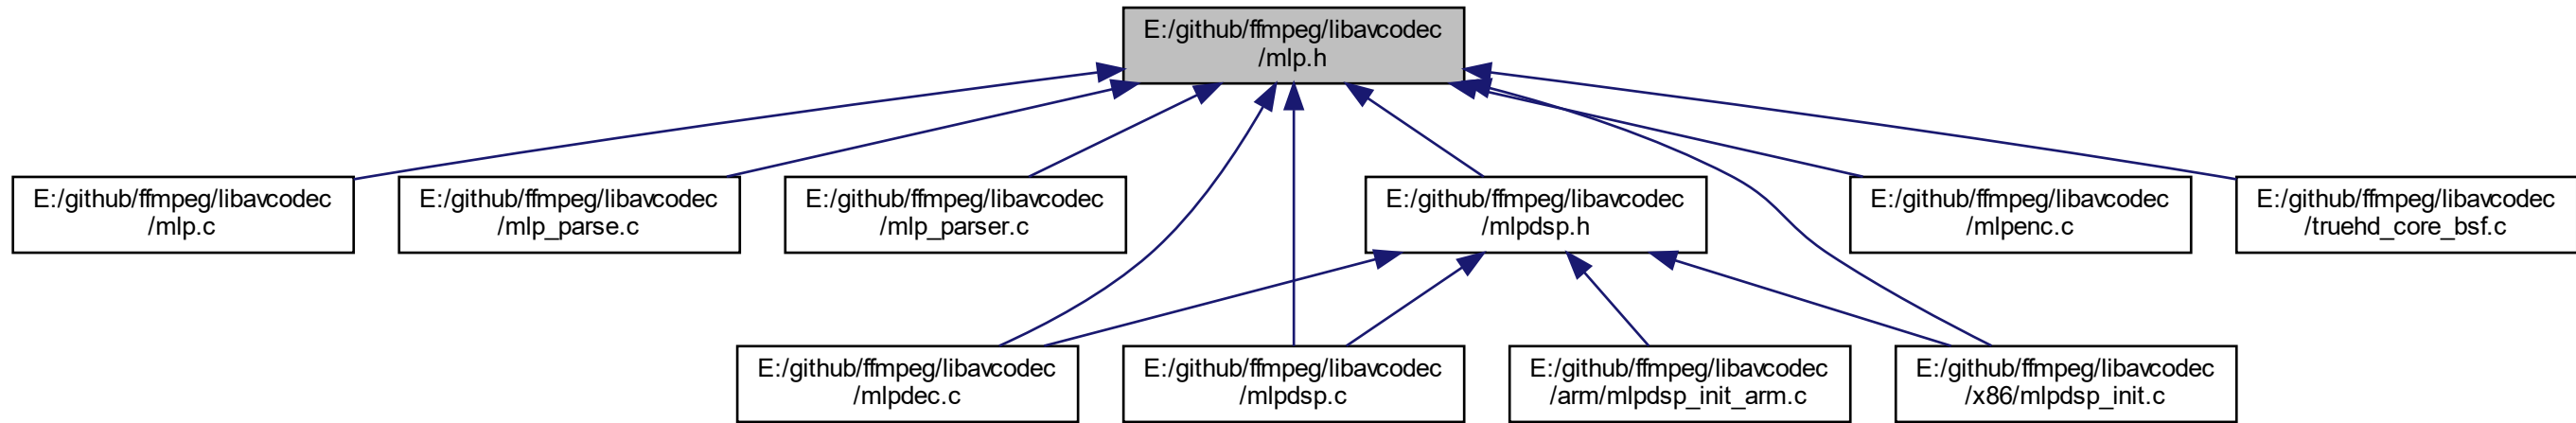 E:/github/ffmpeg/libavcodec
/mlp.h
E:/github/ffmpeg/libavcodec
/mlp.c
E:/github/ffmpeg/libavcodec
/mlp_parse.c
E:/github/ffmpeg/libavcodec
/mlp_parser.c
E:/github/ffmpeg/libavcodec
/mlpdsp.h
E:/github/ffmpeg/libavcodec
/mlpenc.c
E:/github/ffmpeg/libavcodec
/truehd_core_bsf.c
E:/github/ffmpeg/libavcodec
/mlpdec.c
E:/github/ffmpeg/libavcodec
/mlpdsp.c
E:/github/ffmpeg/libavcodec
/arm/mlpdsp_init_arm.c
E:/github/ffmpeg/libavcodec
/x86/mlpdsp_init.c